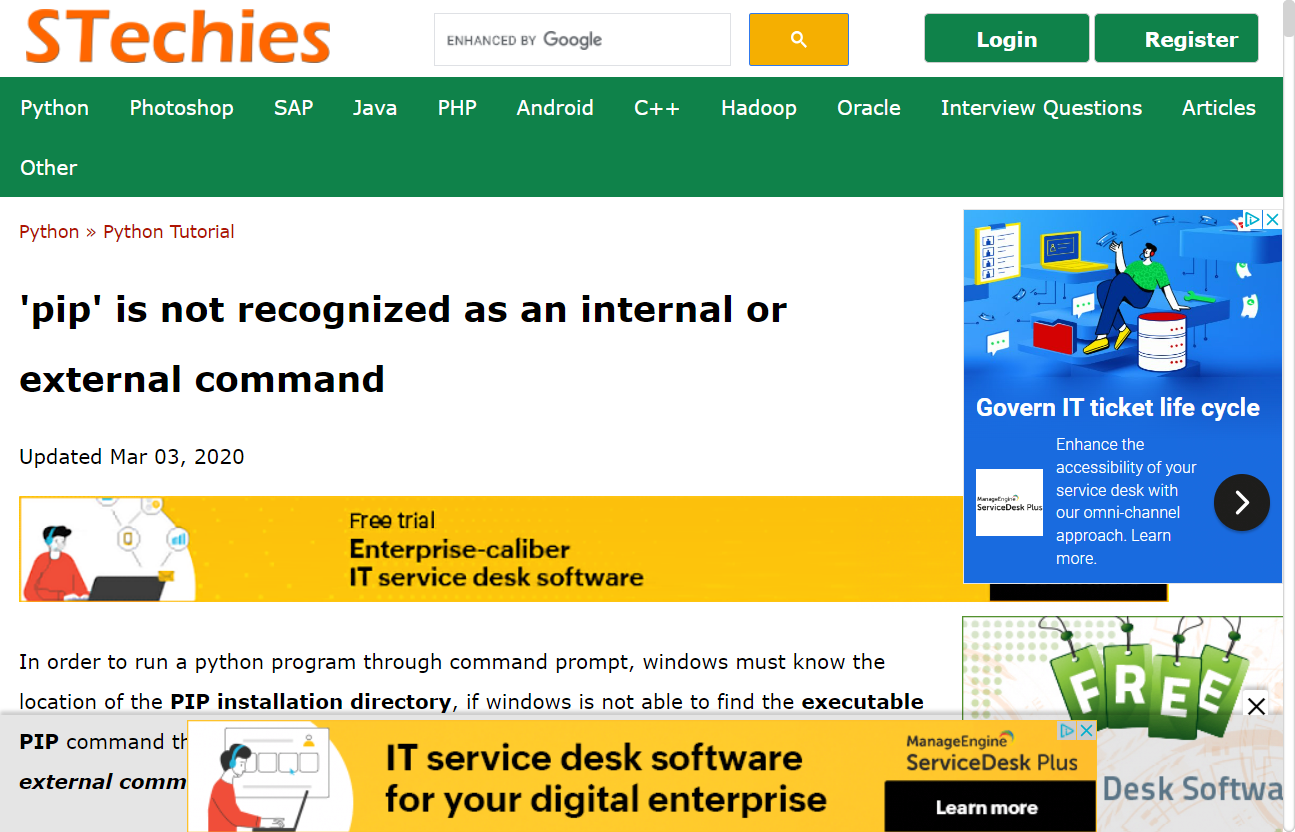 STechies
ENHANCED BY Google
Login
Register
Python Photoshop SAP Java PHP Android C++ Hadoop Oracle Interview Questions Articles
Other
Python » Python Tutorial
'pip' is not recognized as an internal or
external command
Updated Mar 03, 2020
Free trial
Enterprise-caliber
IT service desk software
Govern IT ticket life cycle
ManageEngine
ServiceDesk Plus
Enhance the
accessibility of your
service desk with
our omni-channel
approach. Learn
more.
In order to run a python program through command prompt, windows must know the
location of the PIP installation directory, if windows is not able to find the executable
PIP command th
external comm
FREE
Desk Softwa
IT service desk software
for your digital enterprise
ManageEngine
ServiceDesk Plus
Learn more